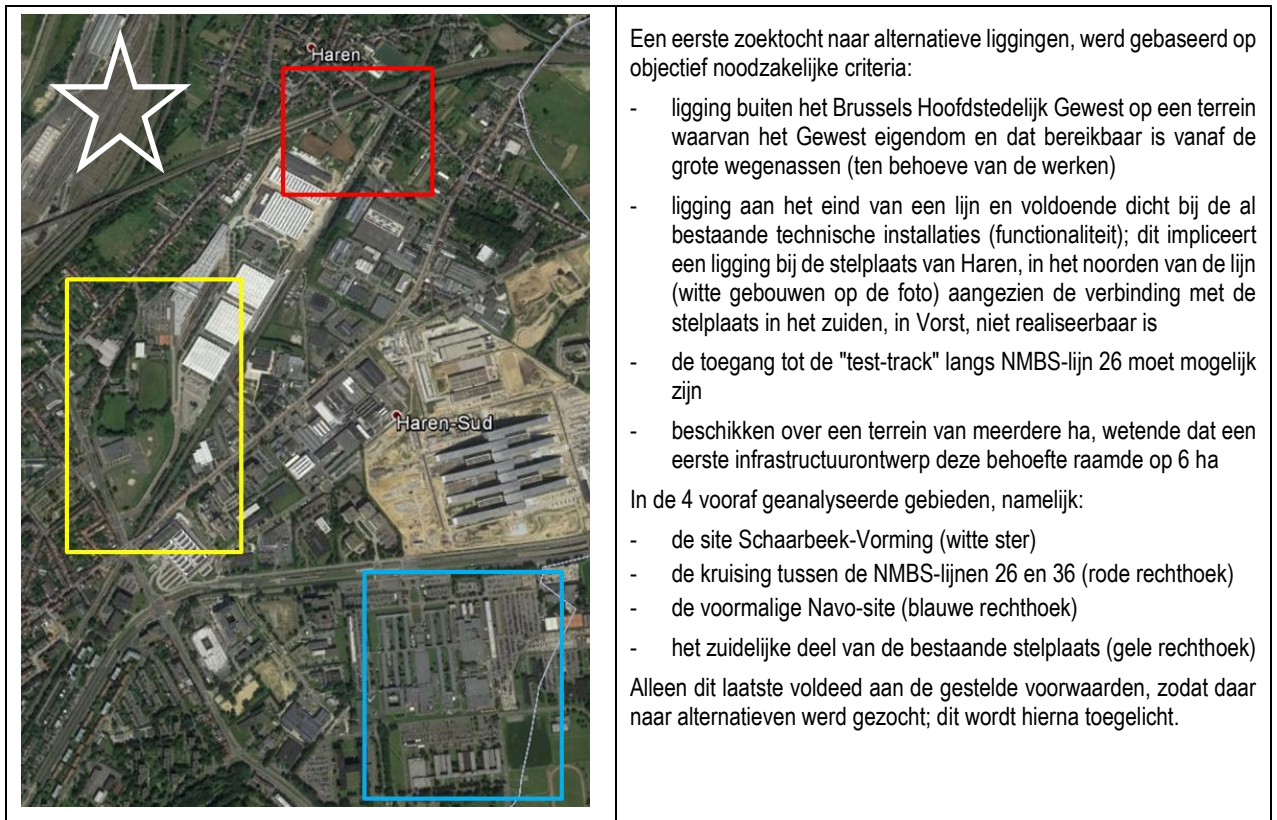 Haren
Haren-Sud
Een eerste zoektocht naar alternatieve liggingen, werd gebaseerd op
objectief noodzakelijke criteria:
- ligging buiten het Brussels Hoofdstedelijk Gewest op een terrein
waarvan het Gewest eigendom en dat bereikbaar is vanaf de
grote wegenassen (ten behoeve van de werken)
- ligging aan het eind van een lijn en voldoende dicht bij de al
bestaande technische installaties (functionaliteit); dit impliceert
een ligging bij de stelplaats van Haren, in het noorden van de lijn
(witte gebouwen op de foto) aangezien de verbinding met de
stelplaats in het zuiden, in Vorst, niet realiseerbaar is
- de toegang tot de "test-track" langs NMBS-lijn 26 moet mogelijk
zijn
- beschikken over een terrein van meerdere ha, wetende dat een
eerste infrastructuurontwerp deze behoefte raamde op 6 ha
In de 4 vooraf geanalyseerde gebieden, namelijk:
- de site Schaarbeek-Vorming (witte ster)
- de kruising tussen de NMBS-lijnen 26 en 36 (rode rechthoek)
- de voormalige Navo-site (blauwe rechthoek)
- het zuidelijke deel van de bestaande stelplaats (gele rechthoek)
Alleen dit laatste voldeed aan de gestelde voorwaarden, zodat daar
naar alternatieven werd gezocht; dit wordt hierna toegelicht.